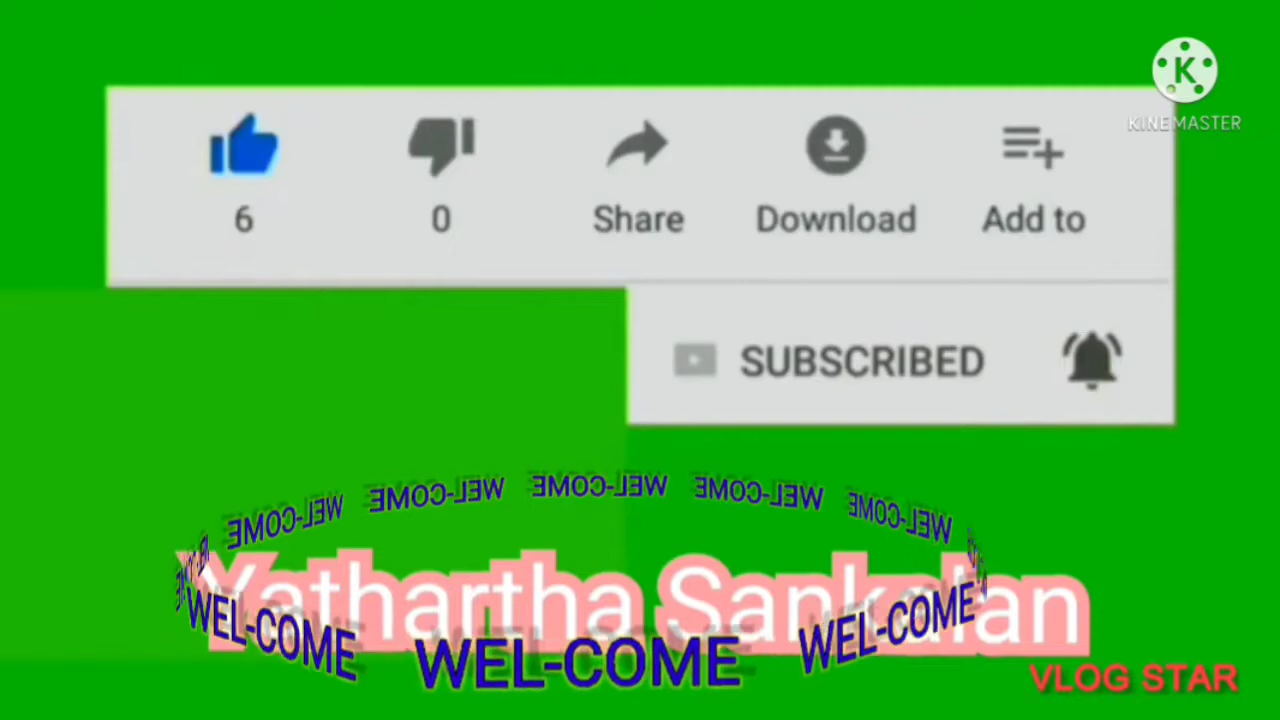 KINEMASTER
6 0 Share Download Add to
SUBSCRIBED
WEL-COME WEL-COME WEL-COME WEL-COME WEL-COME
Yathartha Sankalan
WEL-COME WEL-COME WEL-COME
VLOG STAR